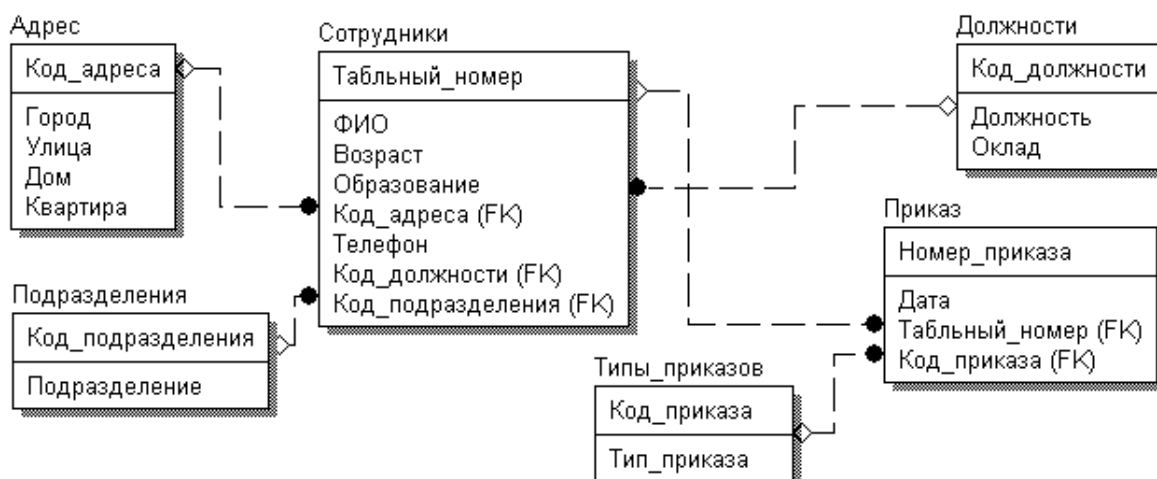 Адрес
Код_адреса
Город
Улица
Дом
Квартира
Сотрудники
Табльный_номер
ФИО
Возраст
Образование
Код_адреса (FK)
Телефон
Код_должности (FK)
Код_подразделения (FK)
Должности
Код_должности
Должность
Оклад
Подразделения
Код_подразделения
Подразделение
Приказ
Номер_приказа
Дата
Табльный_номер (FK)
Код_приказа (FK)
Типы_приказов
Код_приказа
Тип_приказа